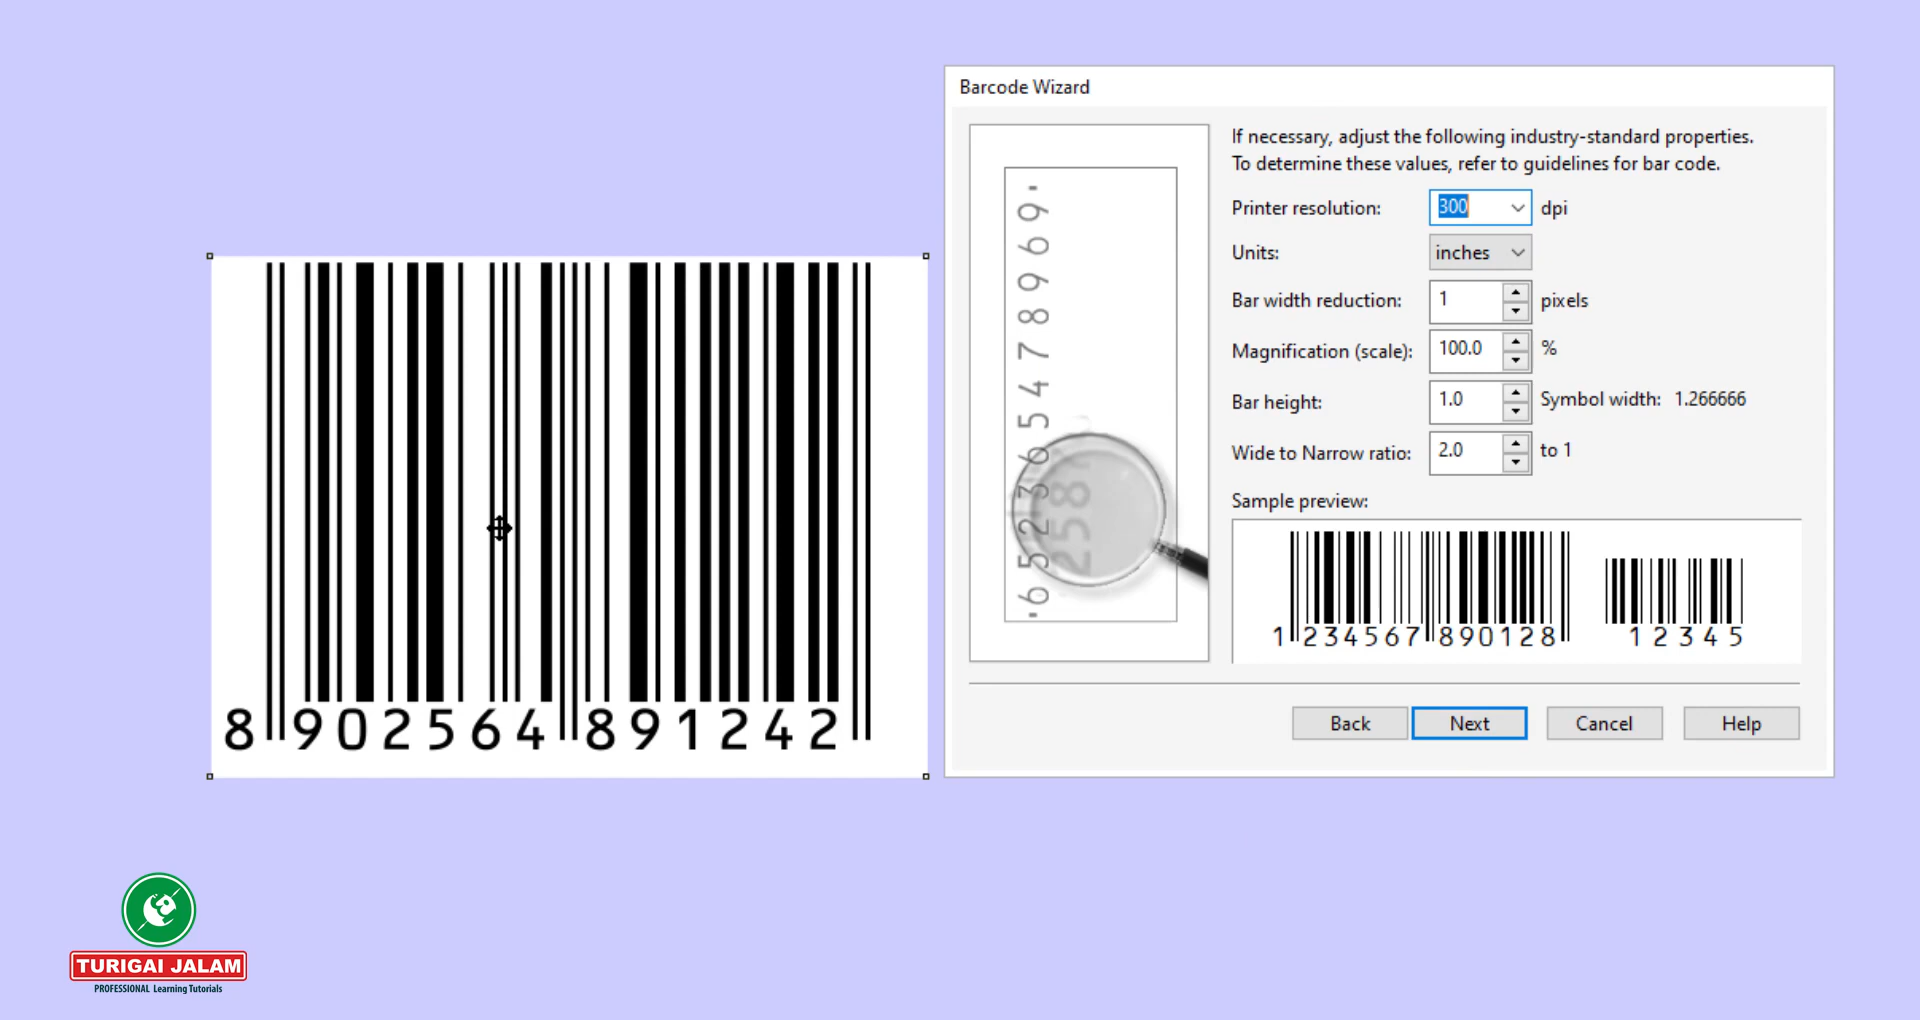 8 902564 891242
Barcode Wizard
-65236547 8969-
258
If necessary, adjust the following industry-standard properties.
To determine these values, refer to guidelines for bar code.
Printer resolution: 300 dpi
Units: inches
Bar width reduction: 1 pixels
Magnification (scale): 100.0 %
Bar height: 1.0 Symbol width: 1.266666
Wide to Narrow ratio: 2.0 to 1
Sample preview:
1 234567 890128 12345
Back Next Cancel Help
TURIGAI JALAM
PROFESSIONAL Learning Tutorials